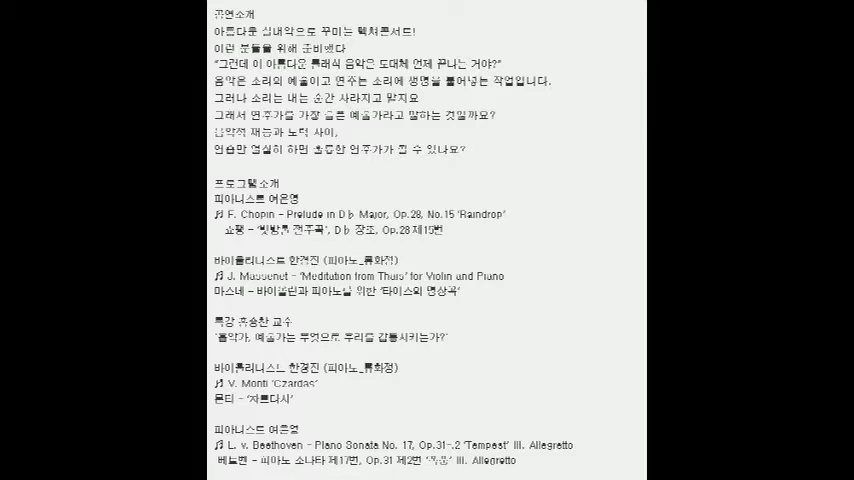 공연소개
아름다운 실내악으로 꾸미는 렉쳐콘서트!
이런 분들을 위해 준비했다
"그런데 이 아름다운 클래식 음악은 도대체 언제 끝나는 거야?"
음악은 소리의 예술이고 연주는 소리에 생명을 불어넣는 작업입니다.
그러나 소리는 내는 순간 사라지고 말지요
그래서 연주가를 가장 슬픈 예술가라고 말하는 것일까요?
음악적 재능과 노력 사이,
연습만 열심히 하면 훌륭한 연주가가 될 수 있나요?
프로그램소개
피아니스트 여은영
♬ F. Chopin - Prelude in D♭ Major, Op.28, No.15 'Raindrop'
쇼팽 - '빗방울 전주곡', D♭ 장조, Op.28 제15번
바이올리니스트 한경진 (피아노_류화정)
♬ J. Massenet - 'Meditation from Thais' for Violin and Piano
마스네 - 바이올린과 피아노를 위한 '타이스의 명상곡'
특강 홍승찬 교수
'음악가, 예술가는 무엇으로 우리를 감동시키는가?'
바이올리니스트 한경진 (피아노_류화정)
♬ V. Monti 'Czardas'
몬티 - '차르다시'
피아니스트 여은영
♬ L. v. Beethoven - Piano Sonata No. 17, Op.31-.2 'Tempest' III. Allegretto
베토벤 - 피아노 소나타 제17번, Op.31 제2번 '폭풍' III. Allegretto